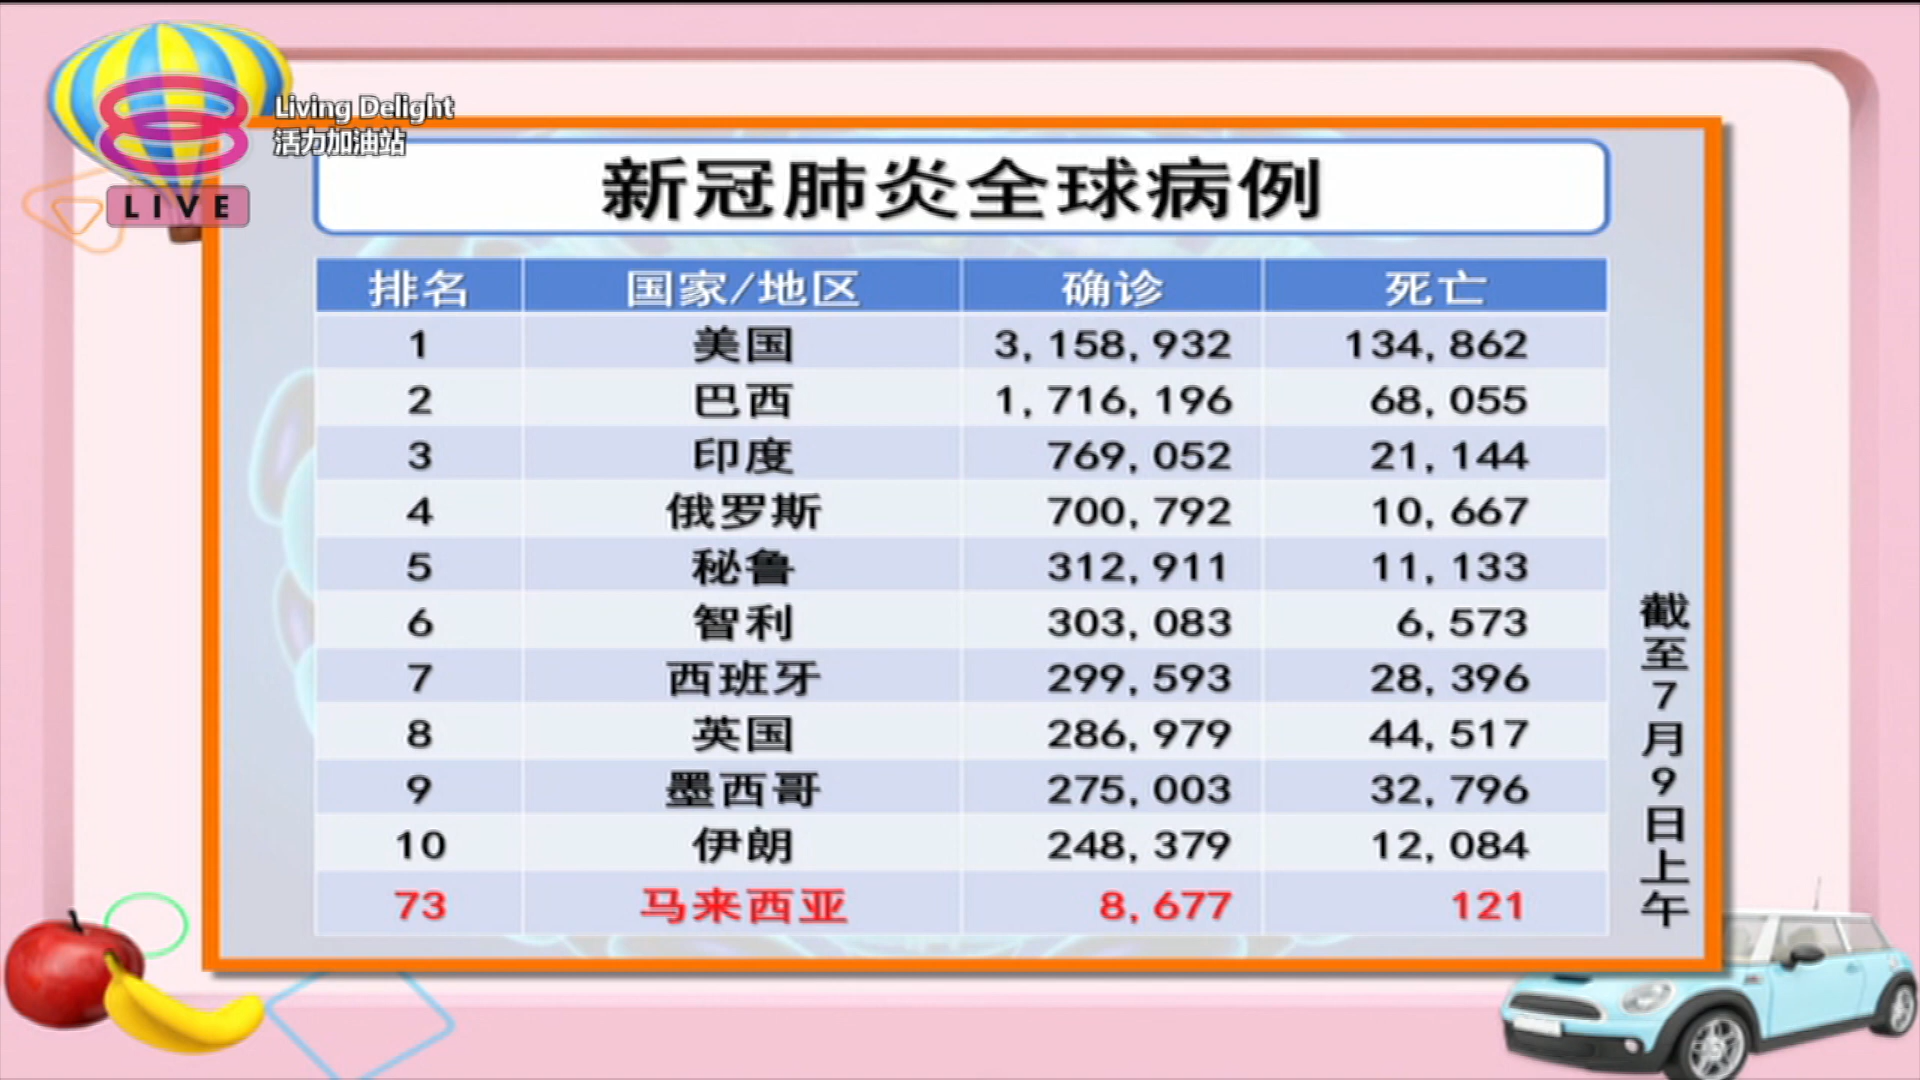 Living Delight
活力加油站
LIVE
新冠肺炎全球病例
排名 国家/地区 确诊 死亡
1 美国 3,158,932 134,862
2 巴西 1,716,196 68,055
3 印度 769,052 21,144
4 俄罗斯 700,792 10,667
5 秘鲁 312,911 11,133
6 智利 303,083 6,573
7 西班牙 299,593 28,396
8 英国 286,979 44,517
9 墨西哥 275,003 32,796
10 伊朗 248,379 12,084
73 马来西亚 8,677 121
截至7月9日上午